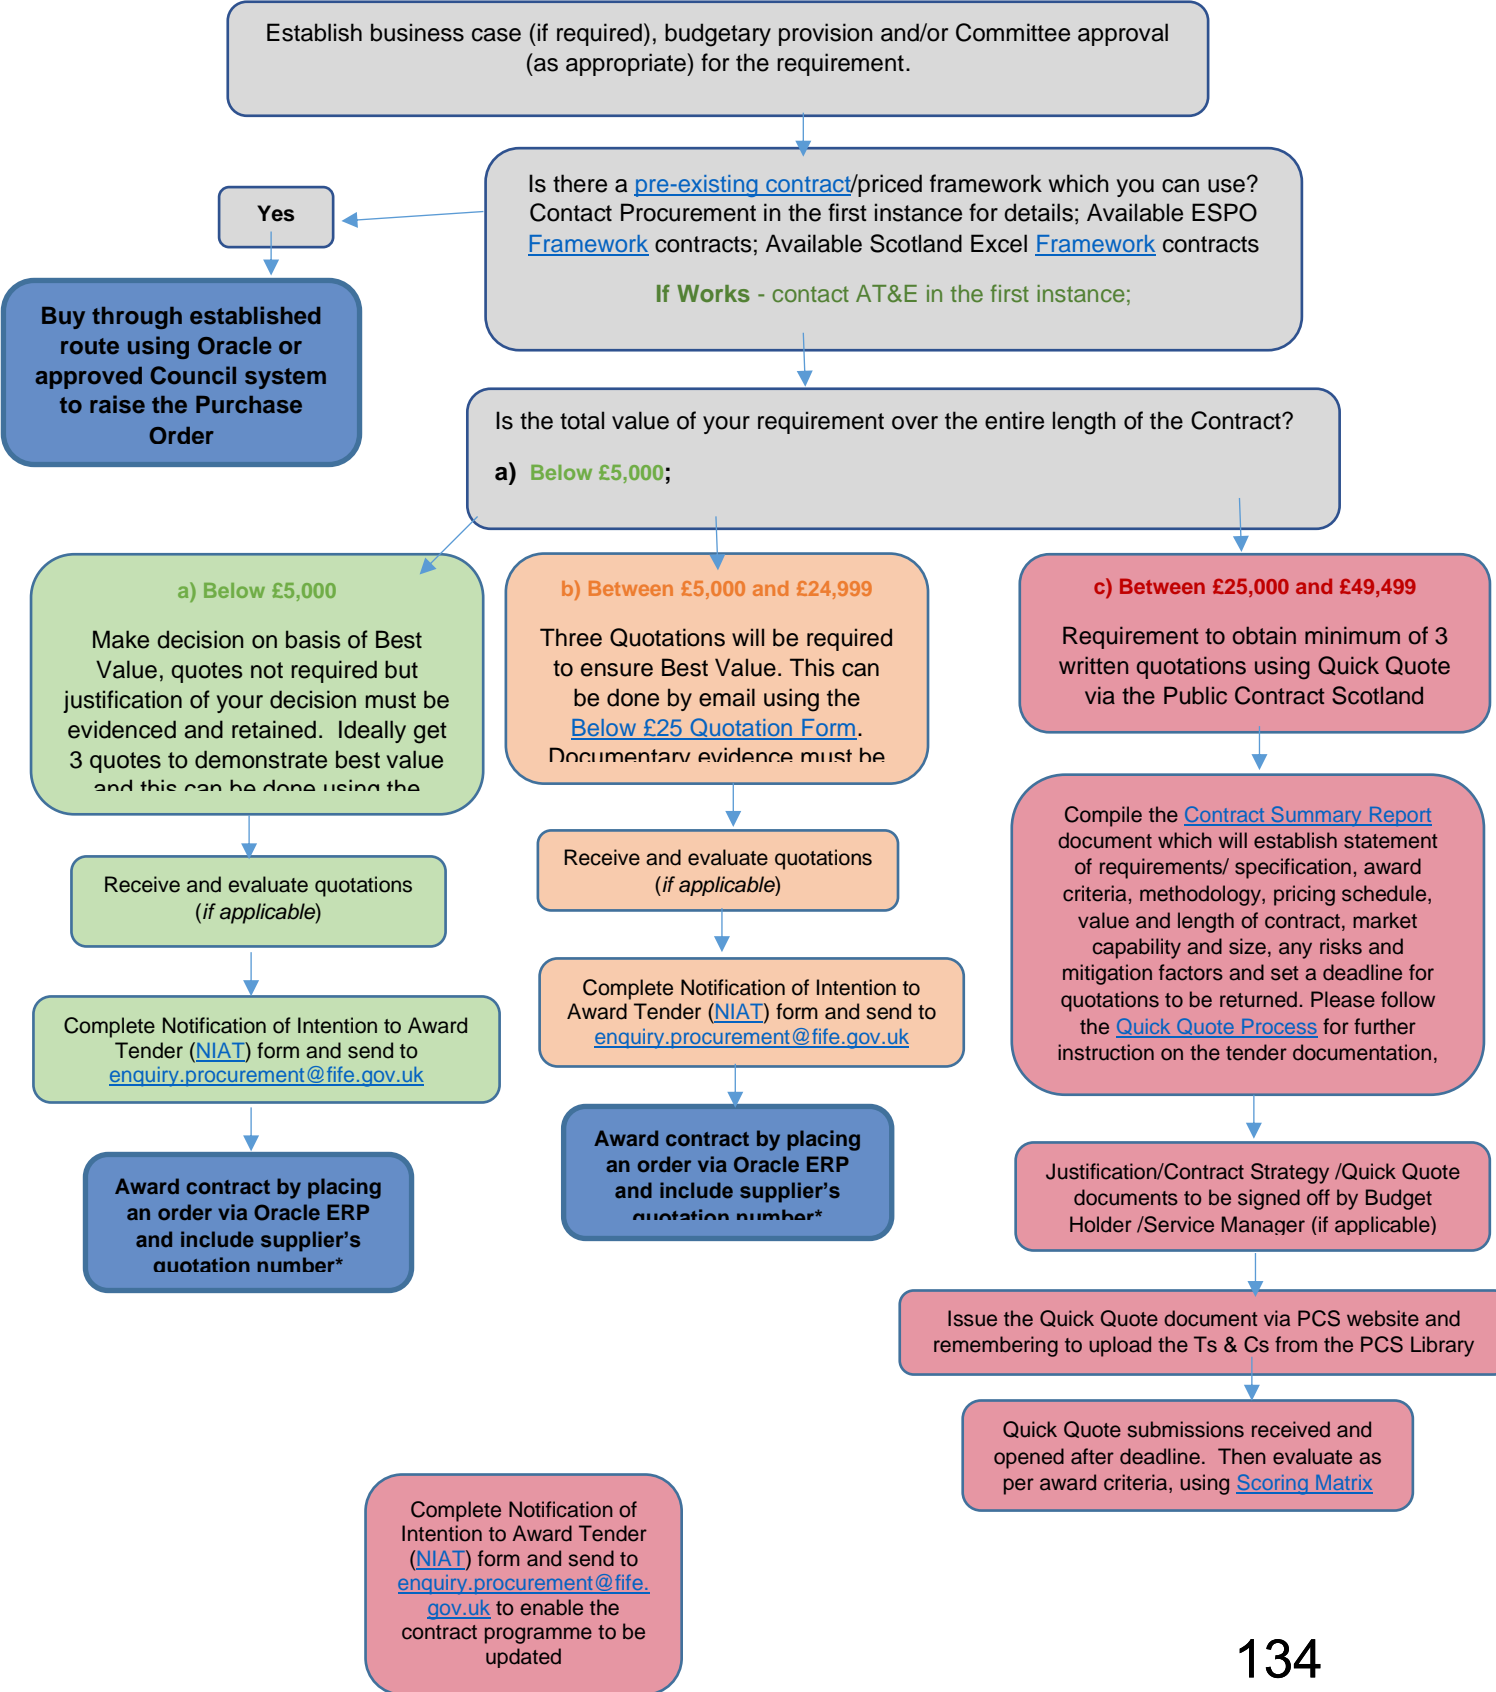 Establish business case (if required), budgetary provision and/or Committee approval
(as appropriate) for the requirement.
Is there a pre-existing contract/priced framework which you can use?
Contact Procurement in the first instance for details; Available ESPO
Framework contracts; Available Scotland Excel Framework contracts
If Works - contact AT&E in the first instance;
Yes
Buy through established
route using Oracle or
approved Council system
to raise the Purchase
Order
Is the total value of your requirement over the entire length of the Contract?
a) Below £5,000;
a) Below £5,000
Make decision on basis of Best
Value, quotes not required but
justification of your decision must be
evidenced and retained. Ideally get
3 quotes to demonstrate best value
and this can be done using the
Receive and evaluate quotations
(if applicable)
Complete Notification of Intention to Award
Tender (NIAT) form and send to
enquiry.procurement@fife.gov.uk
Award contract by placing
an order via Oracle ERP
and include supplier's
quotation number*
b) Between £5,000 and £24,999
Three Quotations will be required
to ensure Best Value. This can
be done by email using the
Below £25 Quotation Form.
Documentary evidence must be
Receive and evaluate quotations
(if applicable)
Complete Notification of Intention to
Award Tender (NIAT) form and send to
enquiry.procurement@fife.gov.uk
Award contract by placing
an order via Oracle ERP
and include supplier's
quotation number*
c) Between £25,000 and £49,499
Requirement to obtain minimum of 3
written quotations using Quick Quote
via the Public Contract Scotland
Compile the Contract Summary Report
document which will establish statement
of requirements/ specification, award
criteria, methodology, pricing schedule,
value and length of contract, market
capability and size, any risks and
mitigation factors and set a deadline for
quotations to be returned. Please follow
the Quick Quote Process for further
instruction on the tender documentation,
Justification/Contract Strategy /Quick Quote
documents to be signed off by Budget
Holder /Service Manager (if applicable)
Issue the Quick Quote document via PCS website and
remembering to upload the Ts & Cs from the PCS Library
Quick Quote submissions received and
opened after deadline. Then evaluate as
per award criteria, using Scoring Matrix
Complete Notification of
Intention to Award Tender
(NIAT) form and send to
enquiry.procurement@fife.
gov.uk to enable the
contract programme to be
updated
134